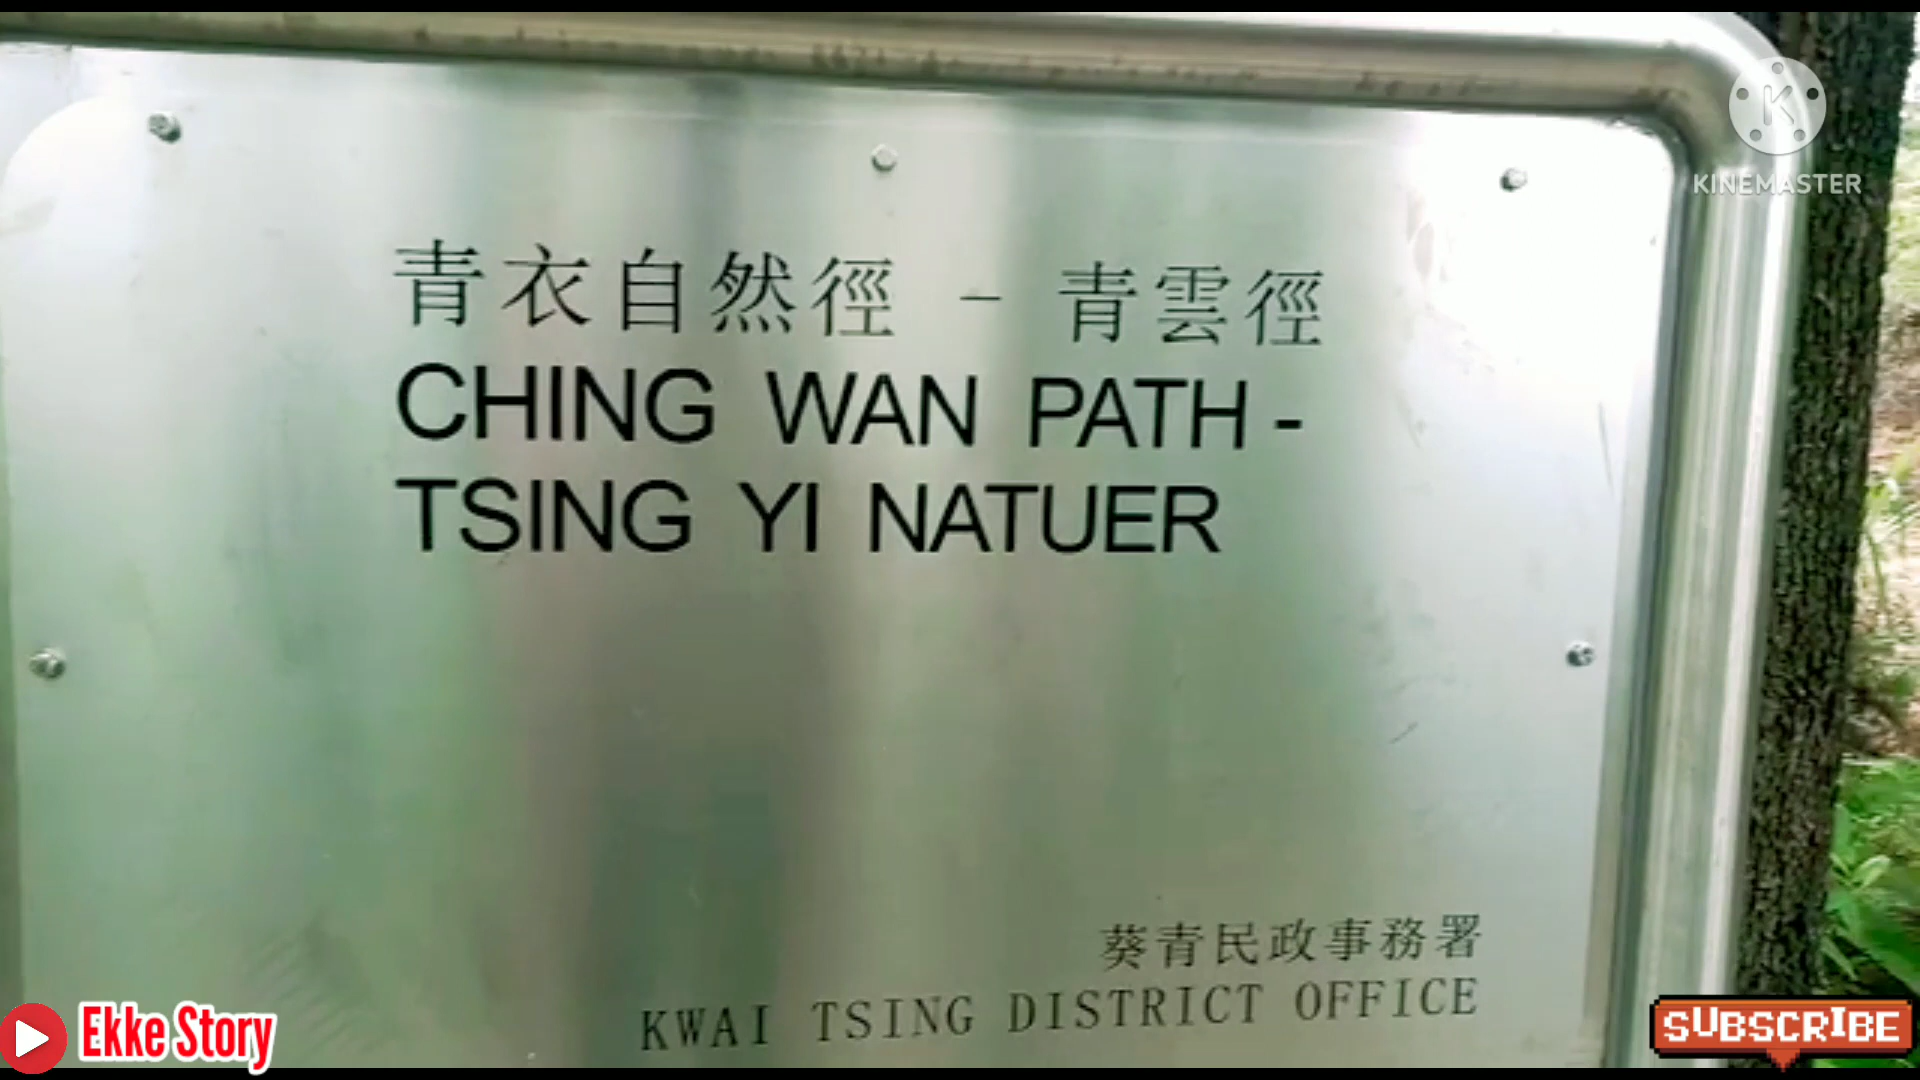 KINEMASTER
青衣自然徑 - 青雲徑
CHING WAN PATH -
TSING YI NATUER
葵青民政事務署
KWAI TSING DISTRICT OFFICE
Ekke Story
SUBSCRIBE